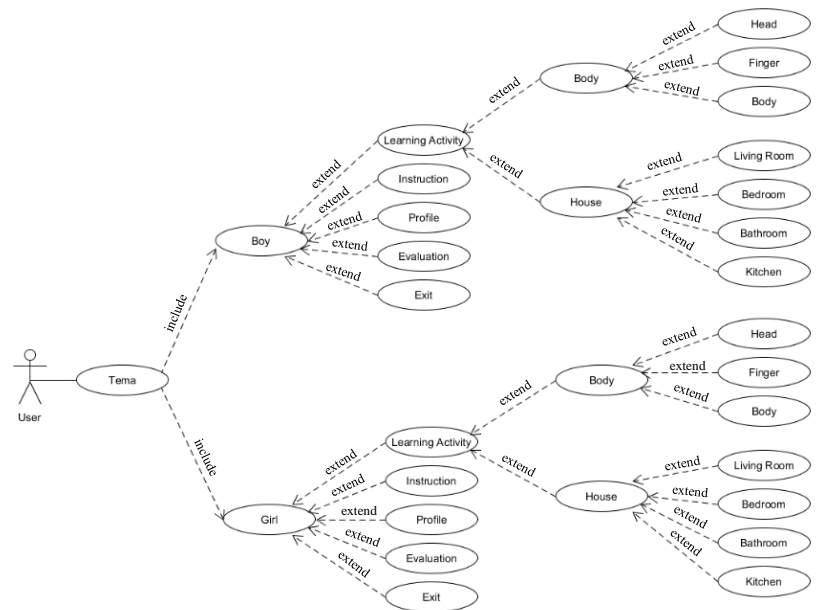 Head
extend
Finger
extend
Body
extend
Body
extend
Learning Activity
extend
Living Room
extend
Bedroom
extend
House
extend
Bathroom
extend
Kitchen
extend
extend
Instruction
extend
Profile
extend
Boy
extend
Evaluation
extend
Exit
include
Tema
User
include
Head
extend
Finger
extend
Body
extend
Body
extend
Learning Activity
extend
Living Room
extend
Bedroom
extend
House
extend
Bathroom
extend
Kitchen
extend
extend
Instruction
extend
Profile
extend
Girl
extend
Evaluation
extend
Exit